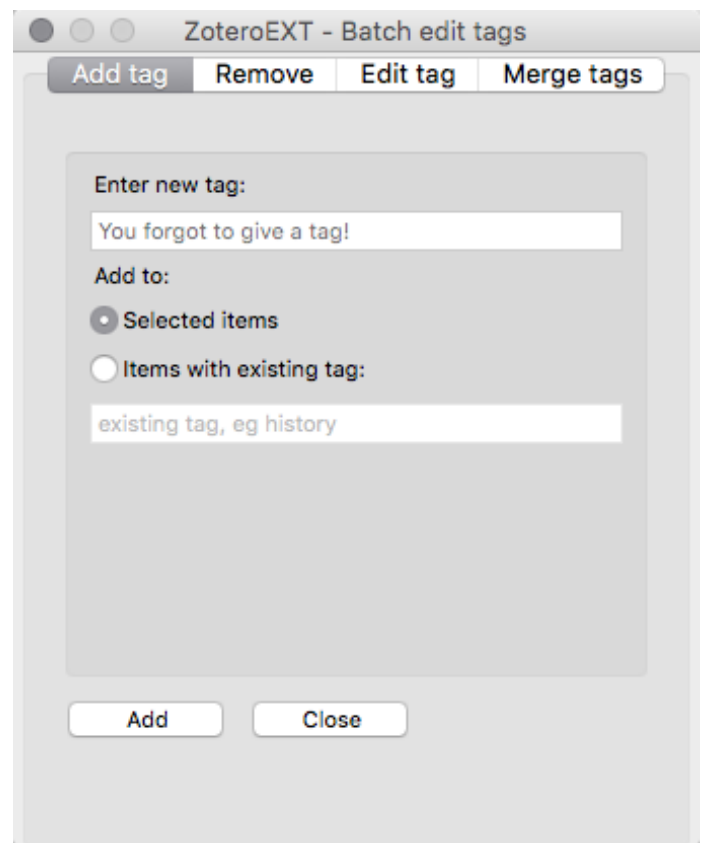 ZoteroEXT - Batch edit tags
Add tag Remove Edit tag Merge tags
Enter new tag:
You forgot to give a tag!
Add to:
Selected items
Items with existing tag:
existing tag, eg history
Add Close